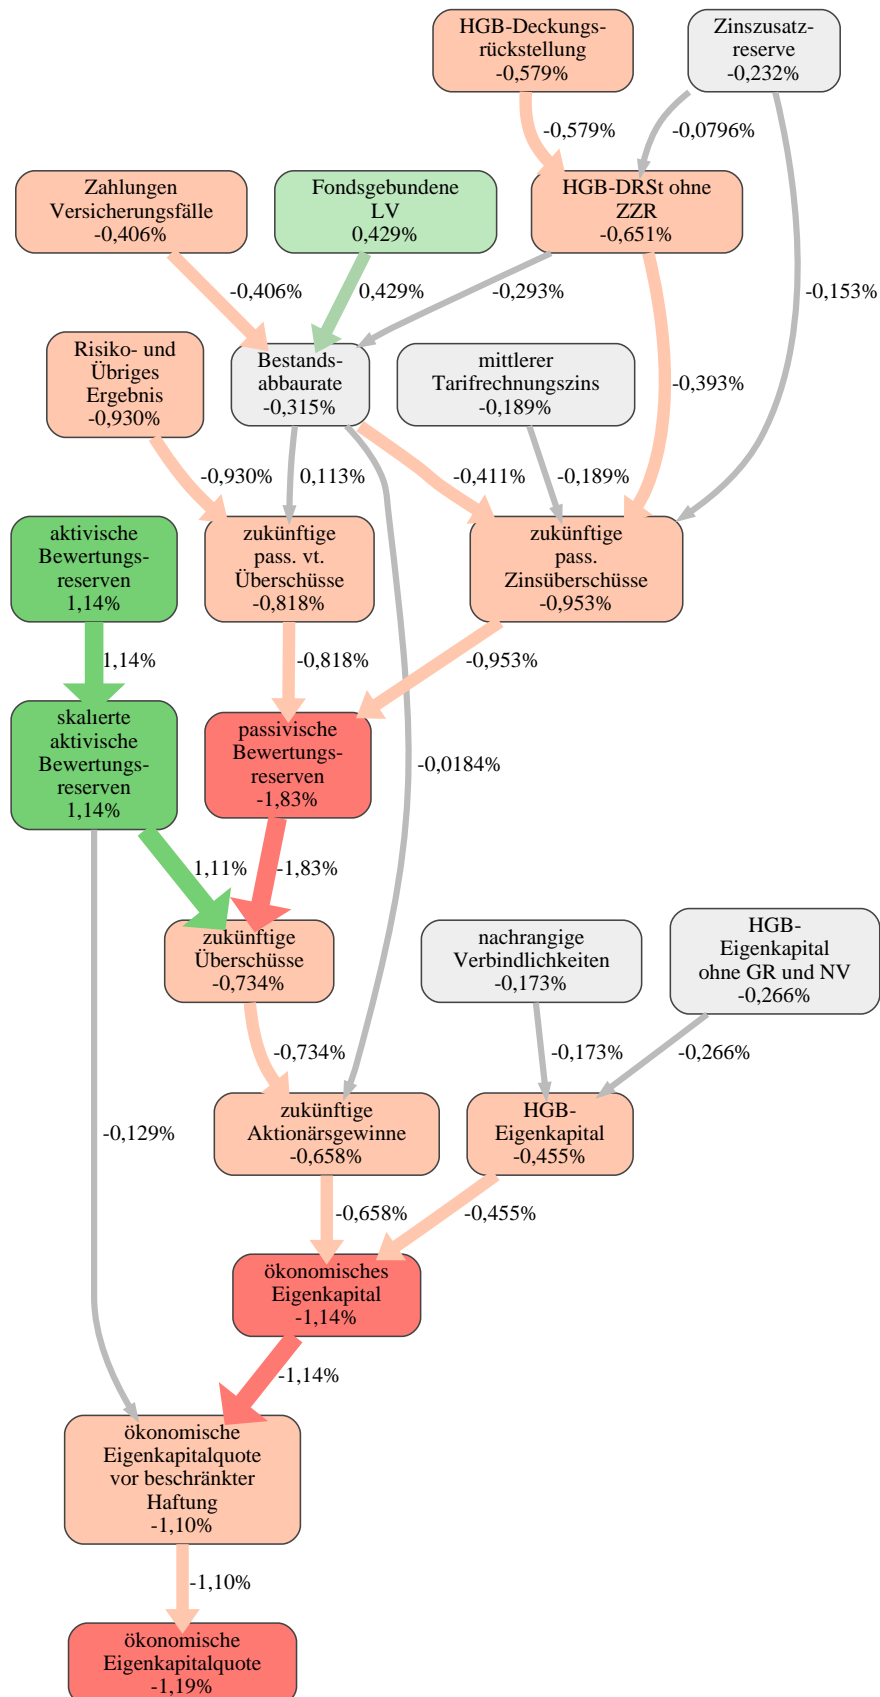 HGB-Deckungs-
rückstellung
-0,579%
Zinszusatz-
reserve
-0,232%
-0,579%
-0,0796%
Zahlungen
Versicherungsfälle
-0,406%
Fondsgebundene
LV
0,429%
HGB-DRSt ohne
ZZR
-0,651%
-0,406%
0,429%
-0,293%
-0,153%
Risiko- und
Übriges
Ergebnis
-0,930%
Bestands-
abbaurate
-0,315%
mittlerer
Tarifrechnungszins
-0,189%
-0,393%
-0,930%
0,113%
-0,411%
-0,189%
aktivische
Bewertungs-
reserven
1,14%
zukünftige
pass. vt.
Überschüsse
-0,818%
zukünftige
pass.
Zinsüberschüsse
-0,953%
1,14%
-0,818%
-0,953%
skalierte
aktivische
Bewertungs-
reserven
1,14%
passivische
Bewertungs-
reserven
-1,83%
-0,0184%
1,11%
-1,83%
zukünftige
Überschüsse
-0,734%
nachrangige
Verbindlichkeiten
-0,173%
HGB-
Eigenkapital
ohne GR und NV
-0,266%
-0,734%
-0,173%
-0,266%
-0,129%
zukünftige
Aktionärsgewinne
-0,658%
HGB-
Eigenkapital
-0,455%
-0,658%
-0,455%
ökonomisches
Eigenkapital
-1,14%
-1,14%
ökonomische
Eigenkapitalquote
vor beschränkter
Haftung
-1,10%
-1,10%
ökonomische
Eigenkapitalquote
-1,19%